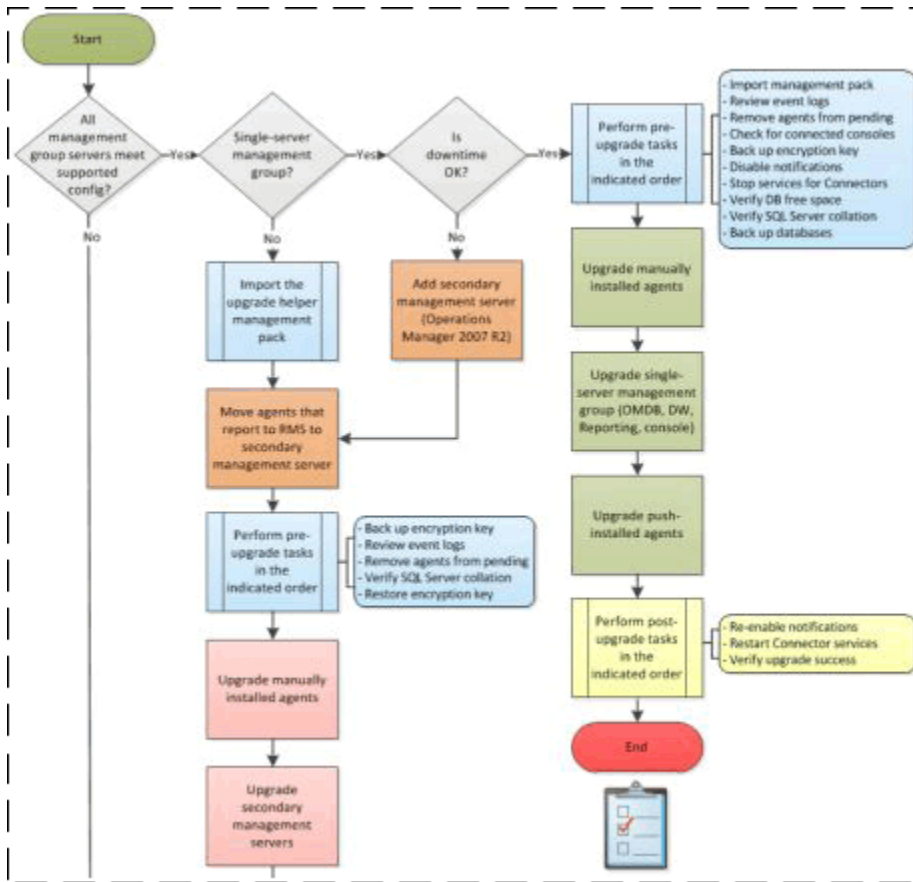 Start
All
management
group servers meet
supported
config?
Yes
Single-server
management
group?
Yes
Is
downtime
OK?
Yes
Perform pre-
upgrade tasks
in the
indicated order
- Import management pack
- Review event logs
- Remove agents from pending
- Check for connected consoles
- Back up encryption key
- Disable notifications
- Stop services for Connectors
- Verify DB free space
- Verify SQL Server collation
- Back up databases
No
No
No
Import the
upgrade helper
management
pack
Add secondary
management server
(Operations
Manager 2007 R2)
Upgrade manually
installed agents
Move agents that
report to RMS to
secondary
management server
Upgrade single-
server management
group (OMDB, DW,
Reporting, console)
Perform pre-
upgrade tasks
in the
indicated order
- Back up encryption key
- Review event logs
- Remove agents from pending
- Verify SQL Server collation
- Restore encryption key
Upgrade push-
installed agents
Upgrade manually
installed agents
Perform post-
upgrade tasks
in the
indicated order
- Re-enable notifications
- Restart Connector services
- Verify upgrade success
End
Upgrade
secondary
management
servers